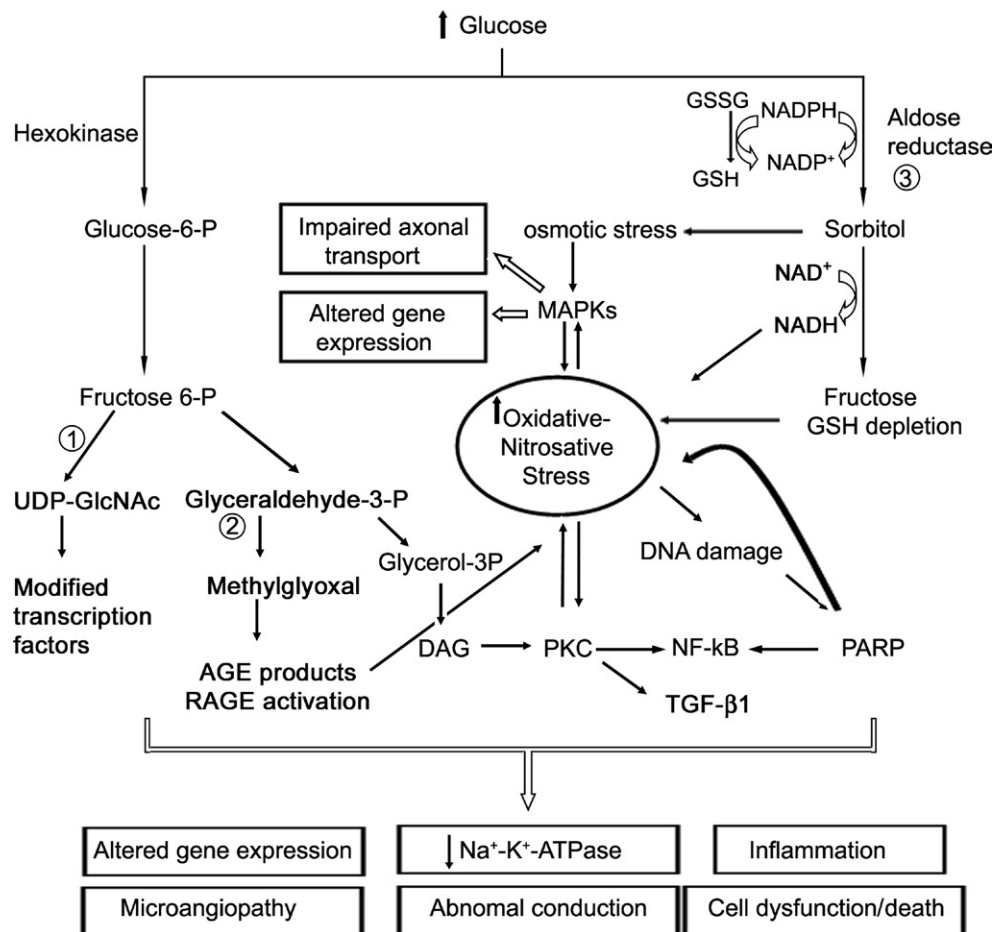 Glucose
Hexokinase
GSSG
NADPH
GSH
NADP⁺
Aldose
reductase
③
Glucose-6-P
Impaired axonal
transport
osmotic stress
Sorbitol
NAD⁺
NADH
Altered gene
expression
MAPKs
Fructose 6-P
Fructose
GSH depletion
Oxidative-
Nitrosative
Stress
①
UDP-GlcNAc
Glyceraldehyde-3-P
②
Glycerol-3P
DNA damage
Modified
transcription
factors
Methylglyoxal
AGE products
RAGE activation
DAG
PKC
NF-kB
PARP
TGF-β1
Altered gene expression
Na⁺-K⁺-ATPase
Inflammation
Microangiopathy
Abnomal conduction
Cell dysfunction/death